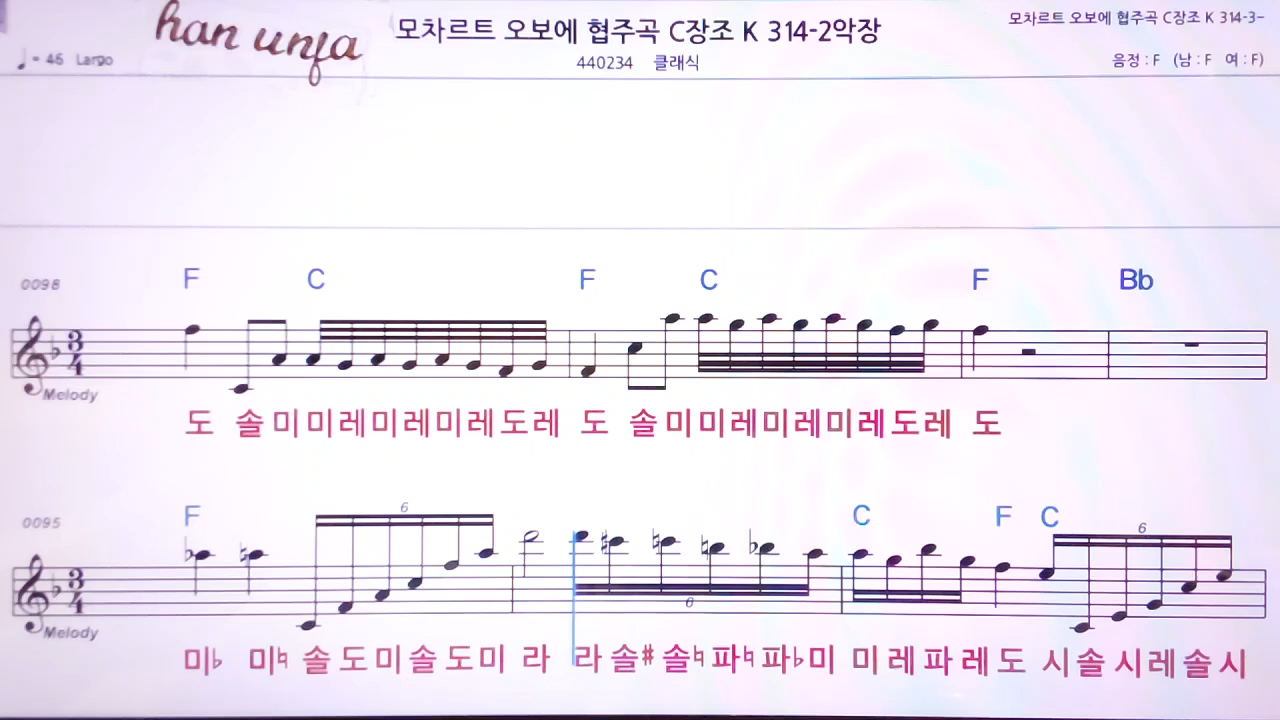 han unfa
모차르트 오보에 협주곡 C장조 K 314-2악장
모차르트 오보에 협주곡 C장조 K 314-3-
♩= 46 Largo
440234 클래식
음정 : F (남 : F 여 : F)
0098 F C F C F Bb
3/4
Melody
도 솔미미레미레미레도레 도 솔미미레미레미레도레 도
0095 F 6 C F C 6
3/4
6
Melody
미♭ 미♮ 솔도미솔도미 라 라솔#솔♮파♮파♭미 미레파레도 시솔시레솔시